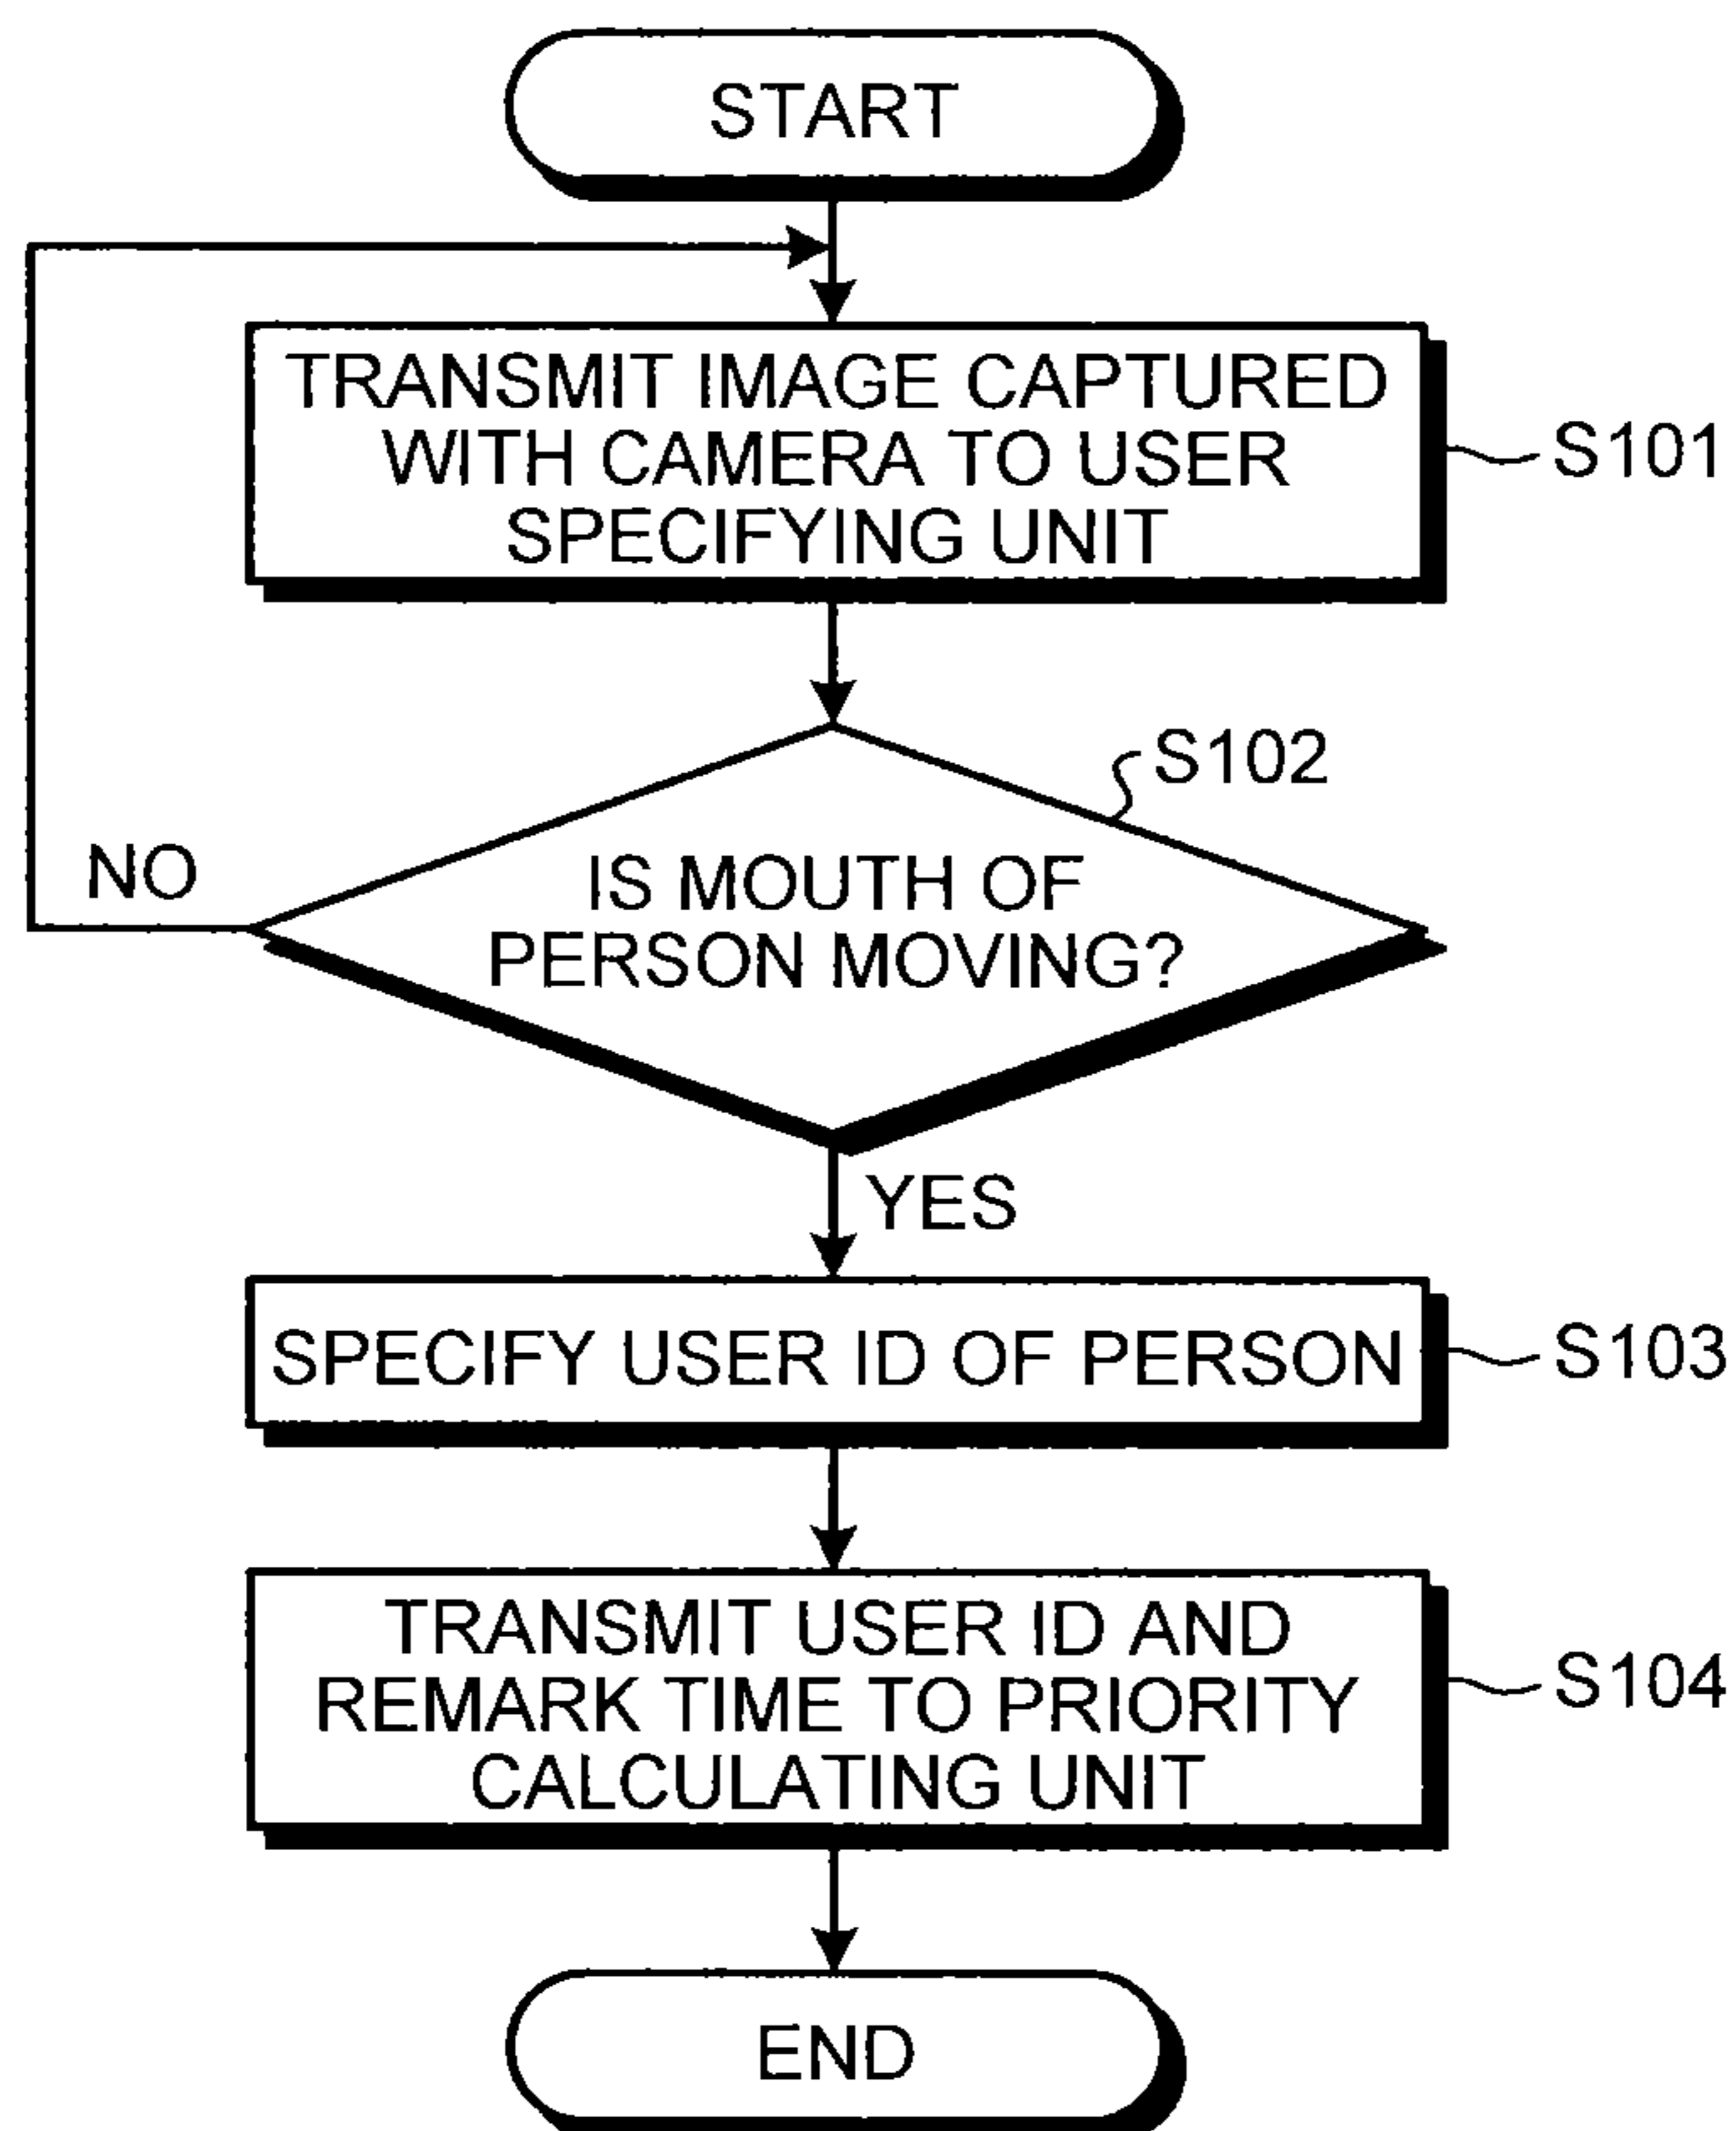 START
TRANSMIT IMAGE CAPTURED
WITH CAMERA TO USER
SPECIFYING UNIT
S101
S102
IS MOUTH OF
PERSON MOVING?
NO
YES
SPECIFY USER ID OF PERSON
S103
TRANSMIT USER ID AND
REMARK TIME TO PRIORITY
CALCULATING UNIT
S104
END